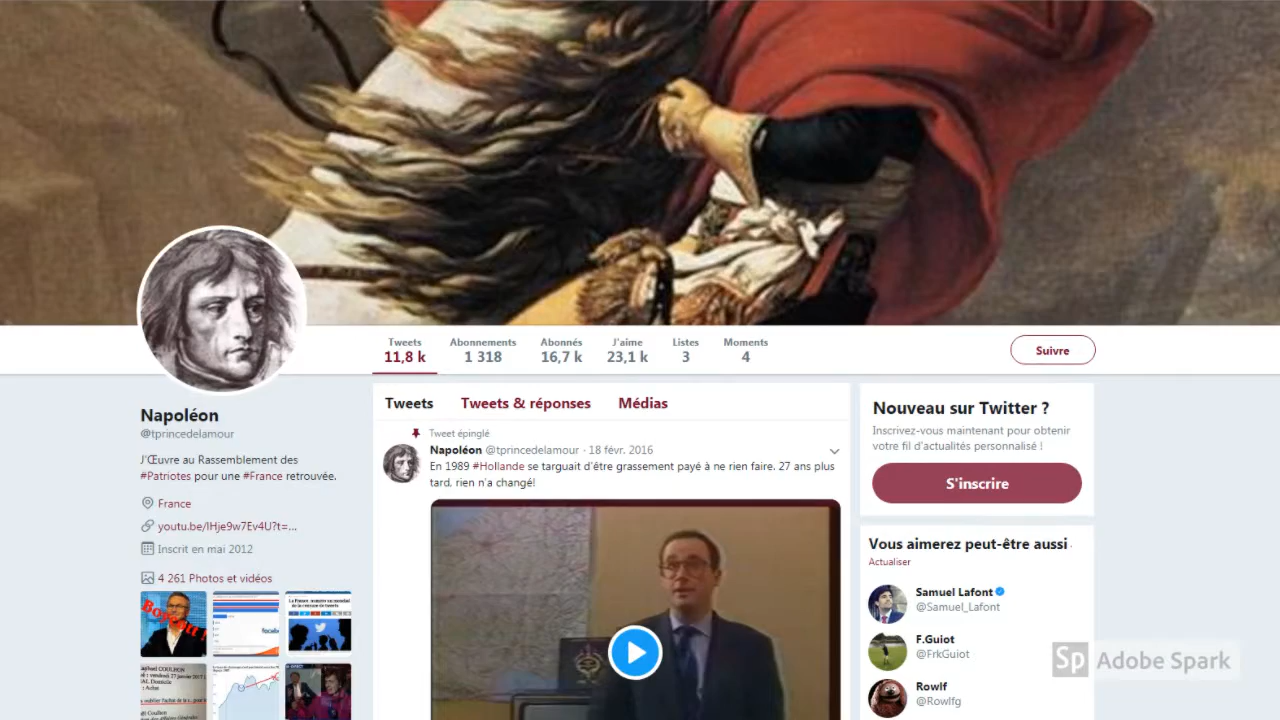 Tweets
11,8 k
Abonnements
1 318
Abonnés
16,7 k
J'aime
23,1 k
Listes
3
Moments
4
Suivre
Napoléon
@tprincedelamour
J'Œuvre au Rassemblement des
#Patriotes pour une #France retrouvée.
France
youtu.be/lHje9w7Ev4U?t=...
Inscrit en mai 2012
4 261 Photos et vidéos
Boycott !
Tweets Tweets & réponses Médias
Tweet épinglé
Napoléon @tprincedelamour · 18 févr. 2016
En 1989 #Hollande se targuait d'être grassement payé à ne rien faire. 27 ans plus
tard, rien n'a changé!
Nouveau sur Twitter ?
Inscrivez-vous maintenant pour obtenir
votre fil d'actualités personnalisé !
S'inscrire
Vous aimerez peut-être aussi ·
Actualiser
Samuel Lafont
@Samuel_Lafont
F.Guiot
@FrkGuiot
Rowlf
@Rowlfg
Sp Adobe Spark